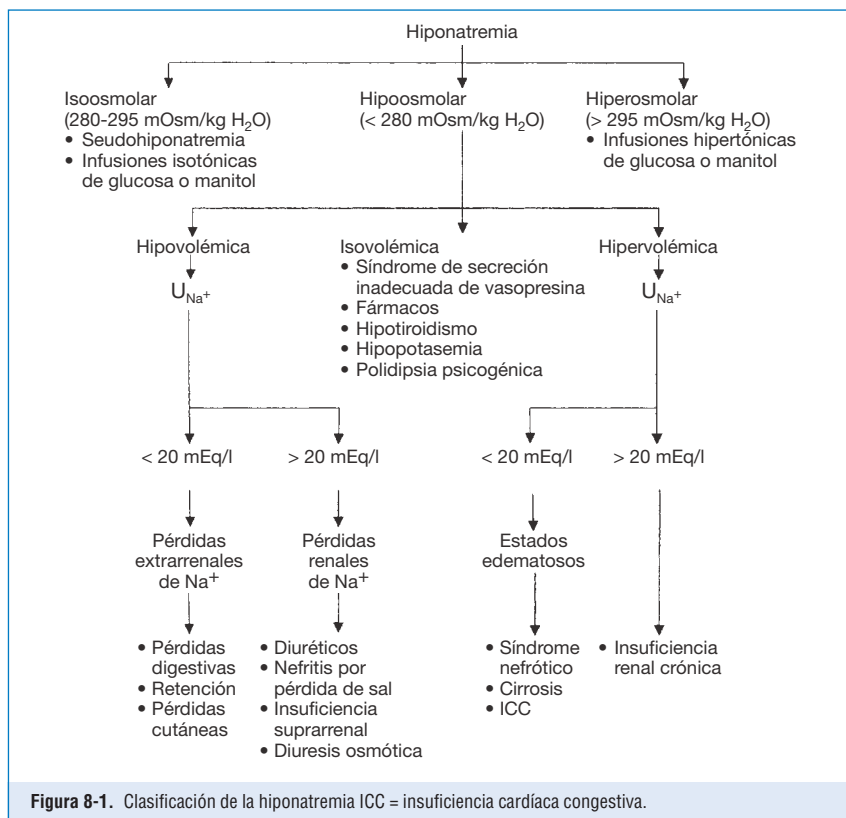 Hiponatremia
Isoosmolar
(280-295 mOsm/kg H₂O)
• Seudohiponatremia
• Infusiones isotónicas
de glucosa o manitol
Hipoosmolar
(< 280 mOsm/kg H₂O)
Hiperosmolar
(> 295 mOsm/kg H₂O)
• Infusiones hipertónicas
de glucosa o manitol
Hipovolémica
U Na+
Isovolémica
• Síndrome de secreción
inadecuada de vasopresina
• Fármacos
• Hipotiroidismo
• Hipopotasemia
• Polidipsia psicogénica
Hipervolémica
U Na+
< 20 mEq/l
> 20 mEq/l
< 20 mEq/l
> 20 mEq/l
Pérdidas
extrarrenales
de Na+
Pérdidas
renales
de Na+
Estados
edematosos
• Pérdidas
digestivas
• Retención
• Pérdidas
cutáneas
• Diuréticos
• Nefritis por
pérdida de sal
• Insuficiencia
suprarrenal
• Diuresis osmótica
• Síndrome
nefrótico
• Cirrosis
• ICC
• Insuficiencia
renal crónica
Figura 8-1. Clasificación de la hiponatremia ICC = insuficiencia cardíaca congestiva.